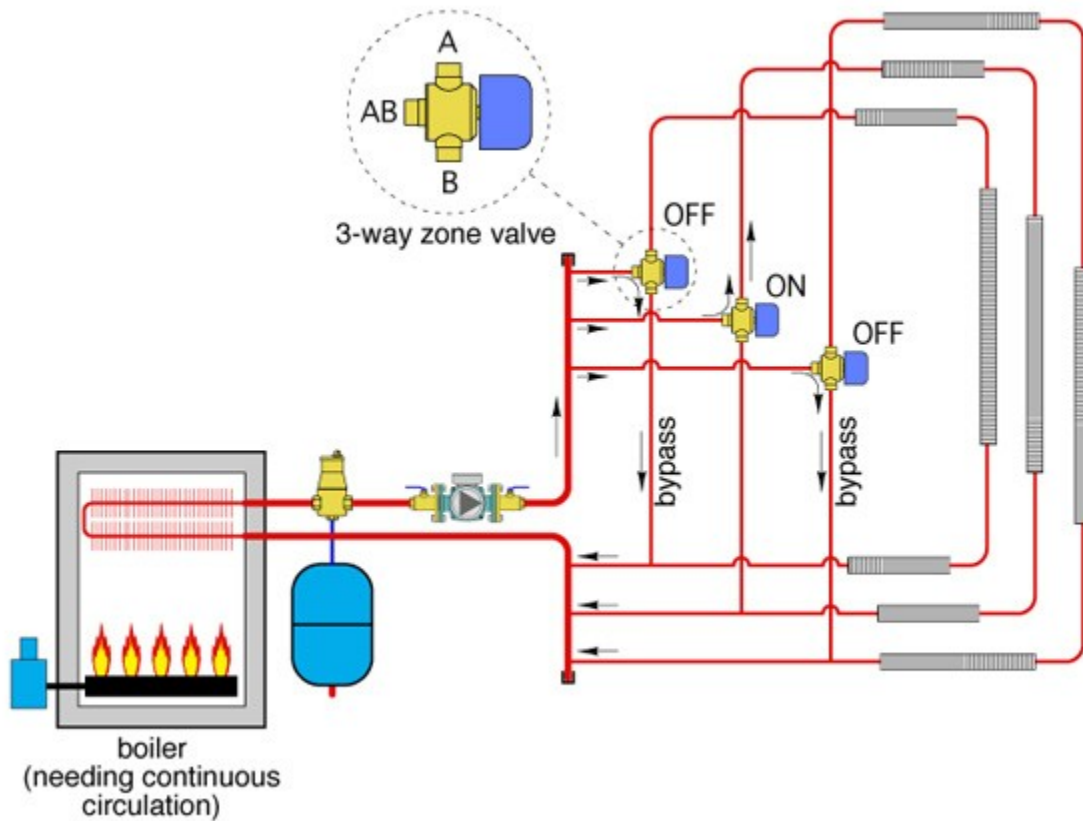 A
AB
B
3-way zone valve
OFF
ON
OFF
bypass
bypass
boiler
(needing continuous
circulation)